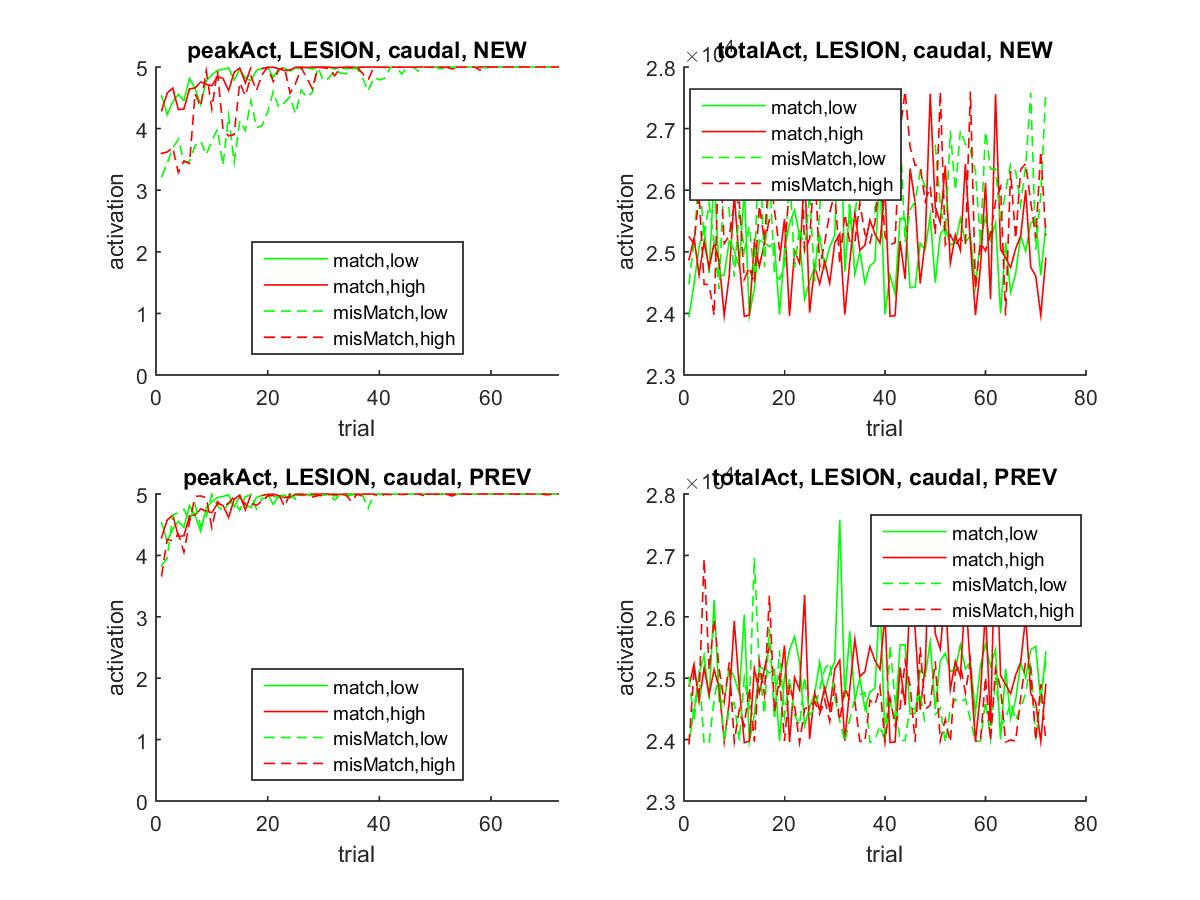 peakAct, LESION, caudal, NEW
5
4
3
2
1
0
activation
match,low
match,high
misMatch,low
misMatch,high
0 20 40 60
trial
×10^4
totalAct, LESION, caudal, NEW
2.8
2.7
2.6
2.5
2.4
2.3
activation
match,low
match,high
misMatch,low
misMatch,high
0 20 40 60 80
trial
peakAct, LESION, caudal, PREV
5
4
3
2
1
0
activation
match,low
match,high
misMatch,low
misMatch,high
0 20 40 60
trial
×10^4
totalAct, LESION, caudal, PREV
2.8
2.7
2.6
2.5
2.4
2.3
activation
match,low
match,high
misMatch,low
misMatch,high
0 20 40 60 80
trial